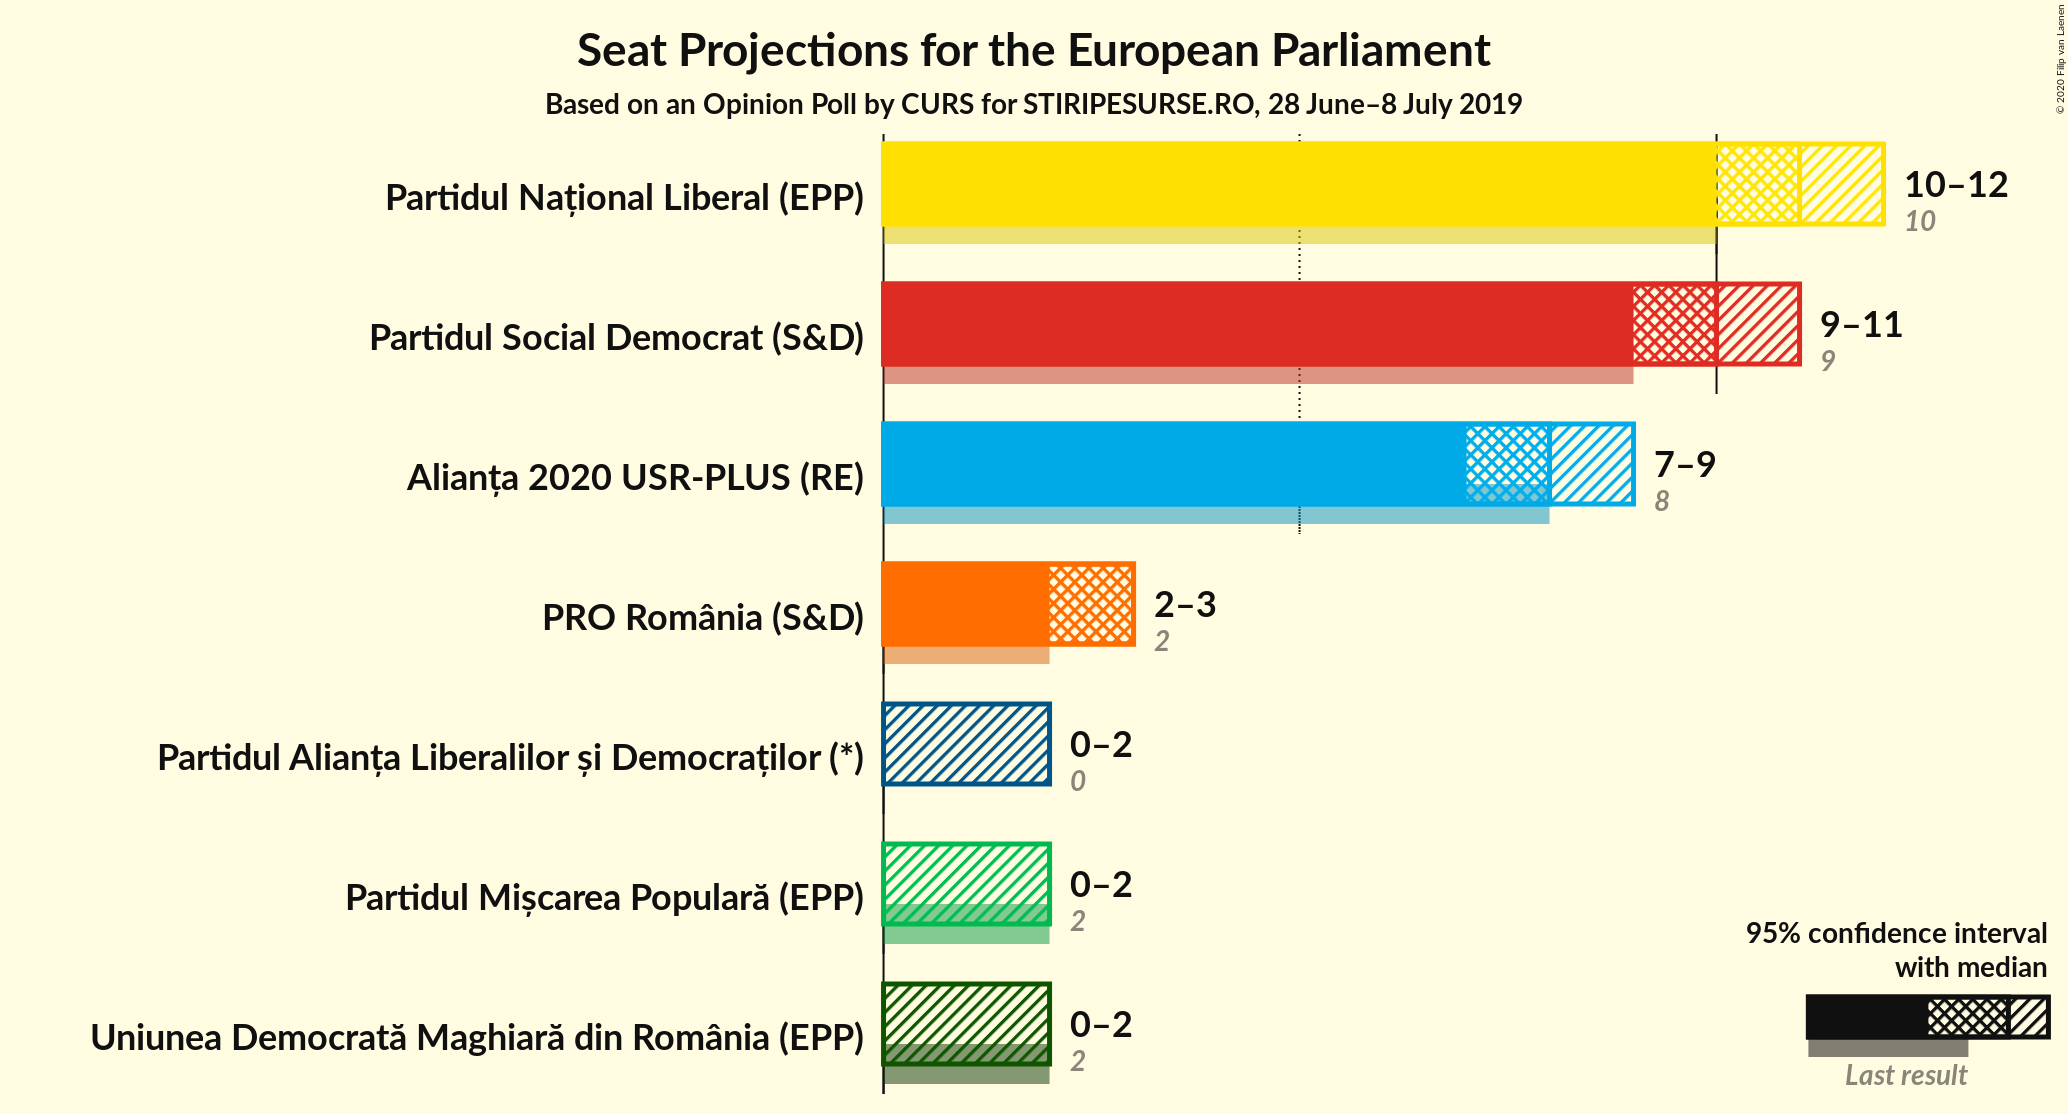 Seat Projections for the European Parliament
Based on an Opinion Poll by CURS for STIRIPESURSE.RO, 28 June–8 July 2019
© 2020 Filip van Laenen
Partidul Național Liberal (EPP)
10–12
10
Partidul Social Democrat (S&D)
9–11
9
Alianța 2020 USR-PLUS (RE)
7–9
8
PRO România (S&D)
2–3
2
Partidul Alianța Liberalilor și Democraților (*)
0–2
0
Partidul Mișcarea Populară (EPP)
0–2
2
Uniunea Democrată Maghiară din România (EPP)
0–2
2
95% confidence interval
with median
Last result